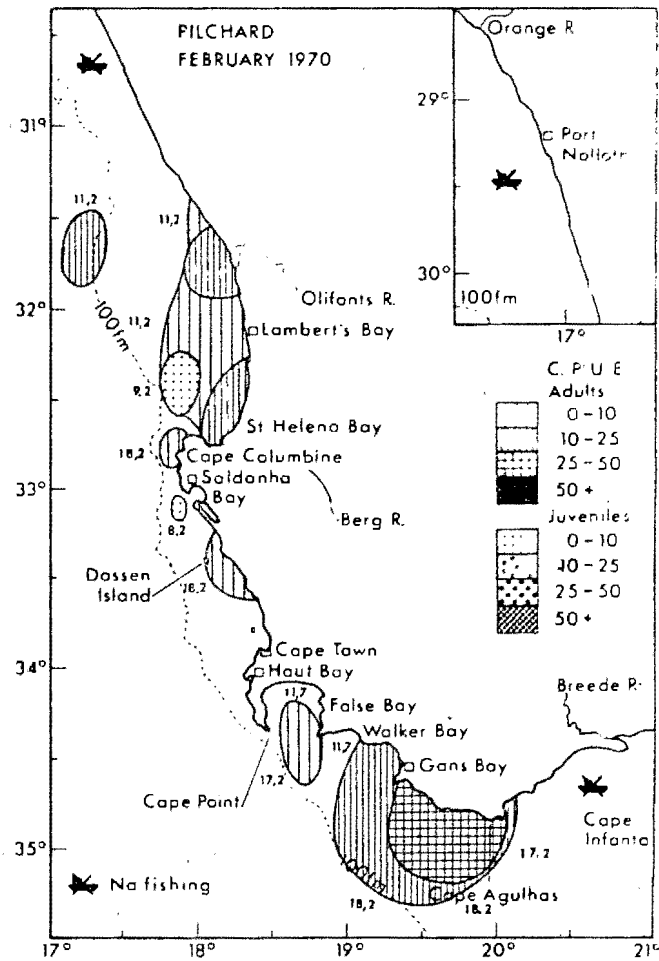 PILCHARD
FEBRUARY 1970
Orange R
29°
Port
Nolloth
30°
100fm
17°
31°
11,2
11,2
32°
100fm
11,2
Olifants R.
Lambert's Bay
9,2
St Helena Bay
18,2
Cape Columbine
Saldanha
Bay
33°
8,2
Berg R.
Dassen
Island
18,2
C.P.U.E
Adults
0-10
10-25
25-50
50+
Juveniles
0-10
10-25
25-50
50+
Cape Town
34°
Haut Bay
11,7
False Bay
Breede R.
Walker Bay
11,7
Gans Bay
17,2
Cape Point
Cape
Infanta
35°
17,2
100fm
Cape Agulhas
No fishing
18,2
18,2
17°
18°
19°
20°
21°